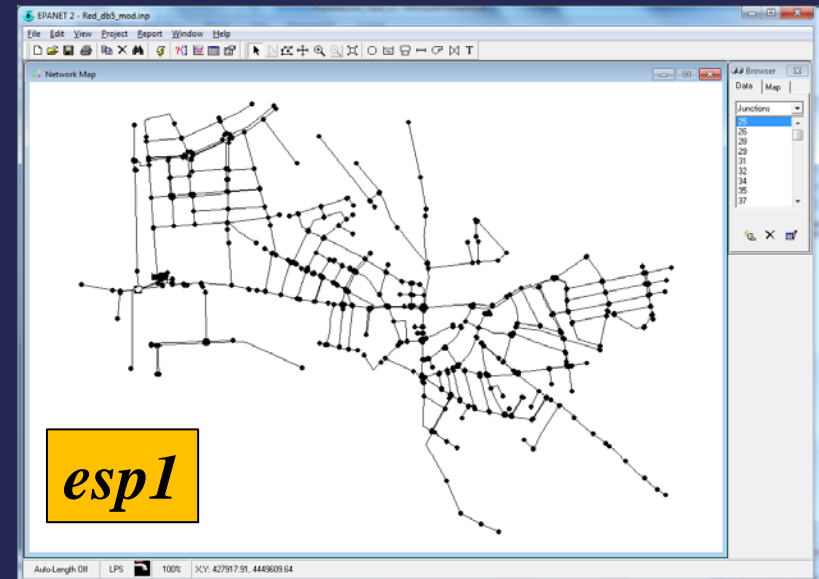 EPANET 2 - Red_db5_mod.inp
File Edit View Project Report Window Help
T
Network Map
Browser
Data Map
Junctions
25
26
28
29
31
32
34
35
37
esp1
Auto-Length Off LPS 100% X,Y: 427917.91, 4449609.64